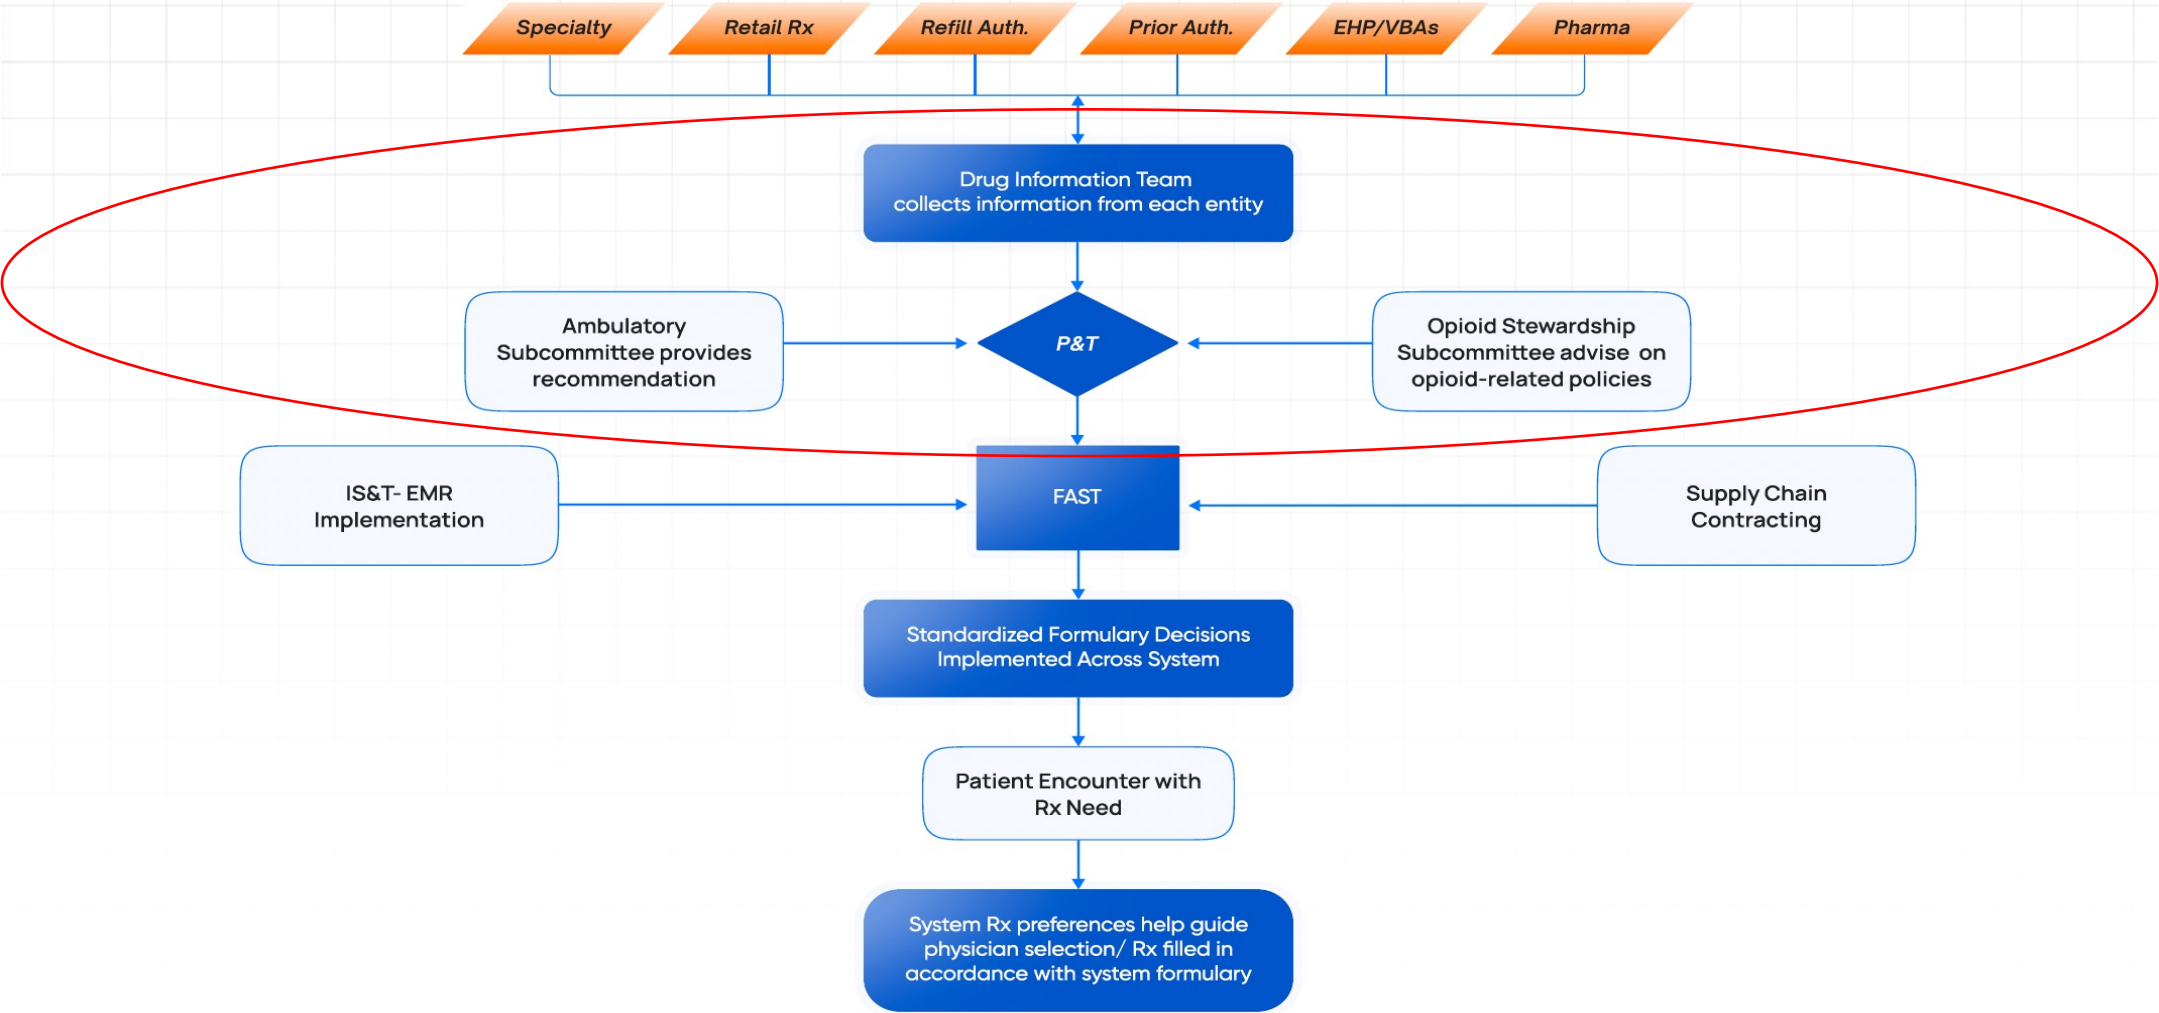 Specialty
Retail Rx
Refill Auth.
Prior Auth.
EHP/VBAs
Pharma
Drug Information Team
collects information from each entity
Ambulatory
Subcommittee provides
recommendation
P&T
Opioid Stewardship
Subcommittee advise on
opioid-related policies
IS&T- EMR
Implementation
FAST
Supply Chain
Contracting
Standardized Formulary Decisions
Implemented Across System
Patient Encounter with
Rx Need
System Rx preferences help guide
physician selection/ Rx filled in
accordance with system formulary